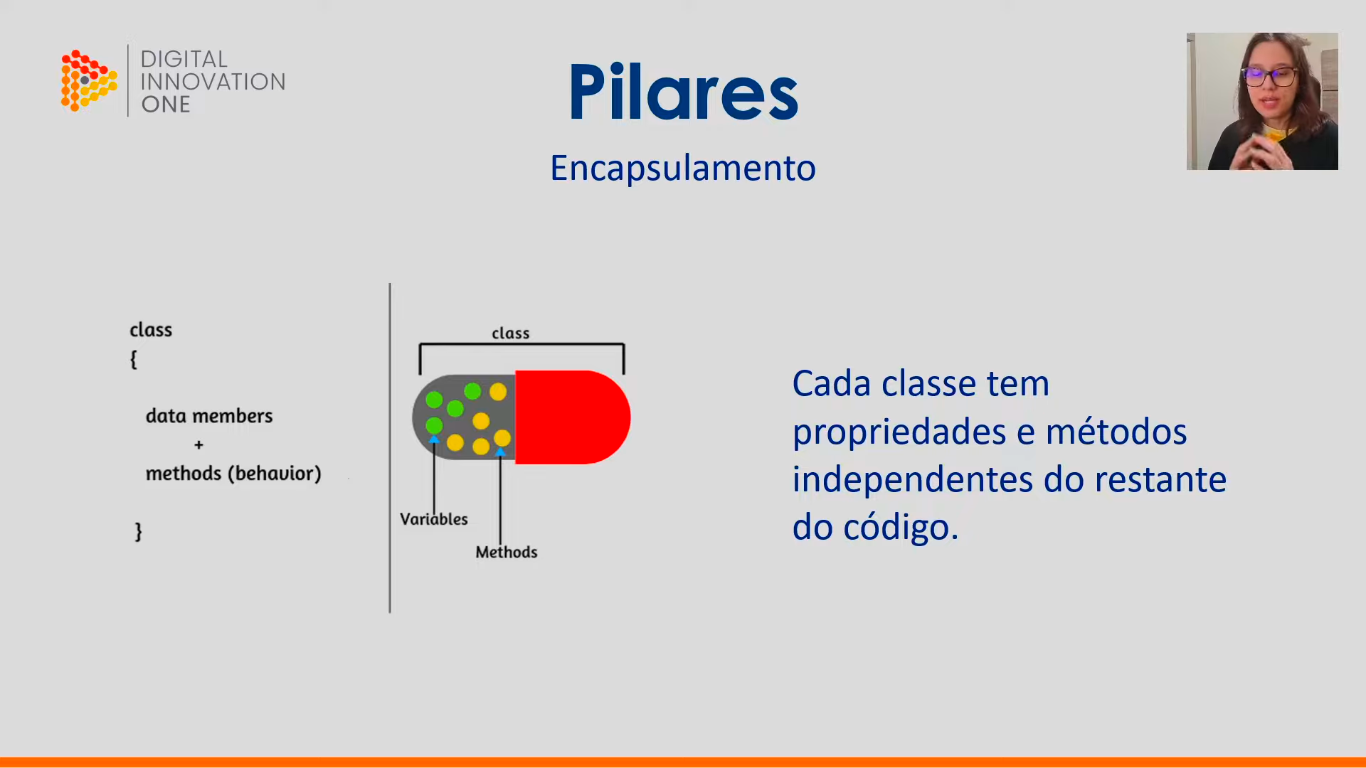 DIGITAL
INNOVATION
ONE
Pilares
Encapsulamento
class
{
data members
+
methods (behavior)
}
class
Variables
Methods
Cada classe tem
propriedades e métodos
independentes do restante
do código.